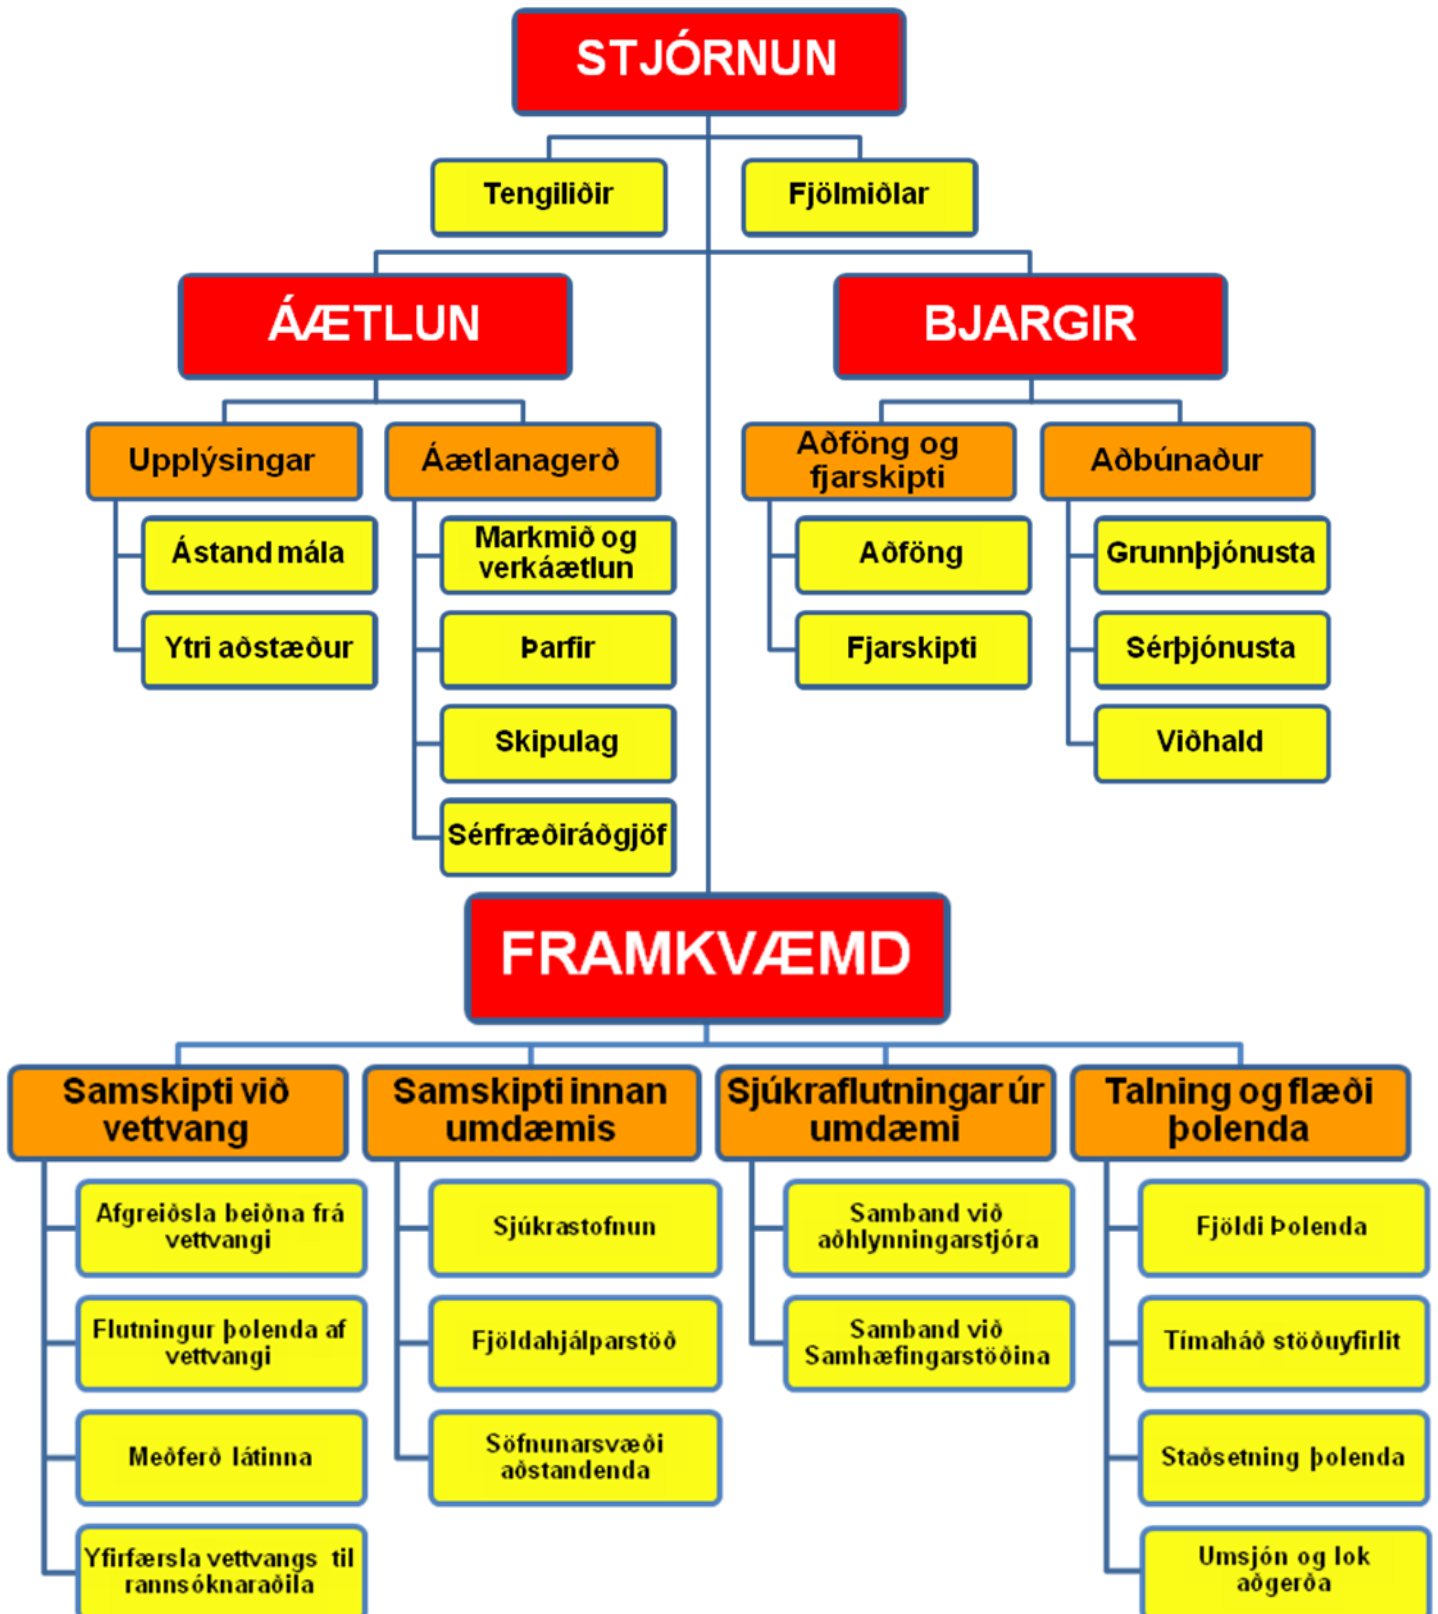 STJÓRNUN
Tengiliðir
Fjölmiðlar
ÁÆTLUN
BJARGIR
Upplýsingar
Ástand mála
Ytri aðstæður
Áætlanagerð
Markmið og
verkáætlun
Þarfir
Skipulag
Sérfræðiráðgjöf
Aðföng og
fjarskipti
Aðföng
Fjarskipti
Aðbúnaður
Grunnþjónusta
Sérþjónusta
Viðhald
FRAMKVÆMD
Samskipti við
vettvang
Afgreiðsla beiðna frá
vettvangi
Flutningur þolenda af
vettvangi
Meðferð látinna
Yfirfærsla vettvangs til
rannsóknaraðila
Samskipti innan
umdæmis
Sjúkrastofnun
Fjöldahjálparstöð
Söfnunarsvæði
aðstandenda
Sjúkraflutningar úr
umdæmi
Samband við
aðhlynningarstjóra
Samband við
Samhæfingarstöðina
Talning og flæði
þolenda
Fjöldi Þolenda
Tímaháð stöðuyfirlit
Staðsetning þolenda
Umsjón og lok
aðgerða